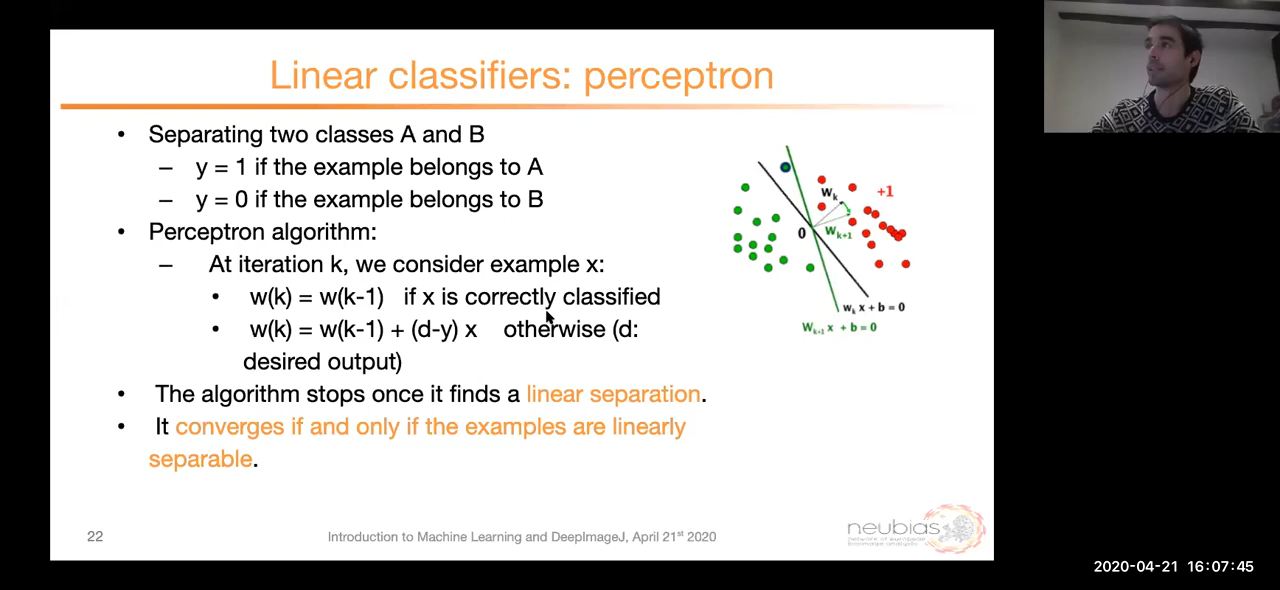 Linear classifiers: perceptron
• Separating two classes A and B
– y = 1 if the example belongs to A
– y = 0 if the example belongs to B
• Perceptron algorithm:
– At iteration k, we consider example x:
• w(k) = w(k-1) if x is correctly classified
• w(k) = w(k-1) + (d-y) x otherwise (d:
desired output)
• The algorithm stops once it finds a linear separation.
• It converges if and only if the examples are linearly
separable.
Wk
+1
0
Wk+1
wk x + b = 0
Wk+1 x + b = 0
22
Introduction to Machine Learning and DeepImageJ, April 21st 2020
neubias
2020-04-21 16:07:45